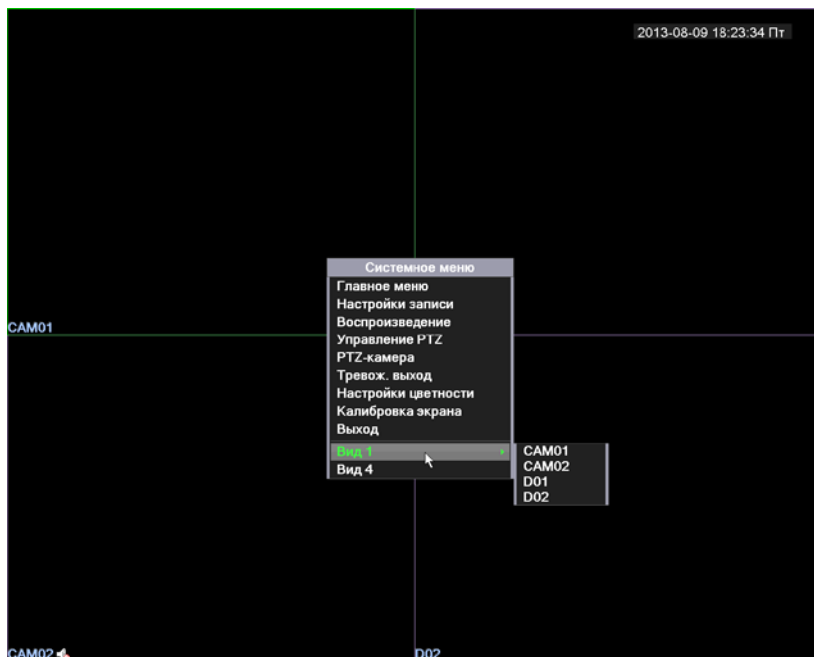 2013-08-09 18:23:34 Пт
Системное меню
Главное меню
Настройки записи
Воспроизведение
Управление PTZ
PTZ-камера
Тревож. выход
Настройки цветности
Калибровка экрана
Выход
Вид 1
Вид 4
CAM01
CAM02
D01
D02
CAM01
CAM02
D02